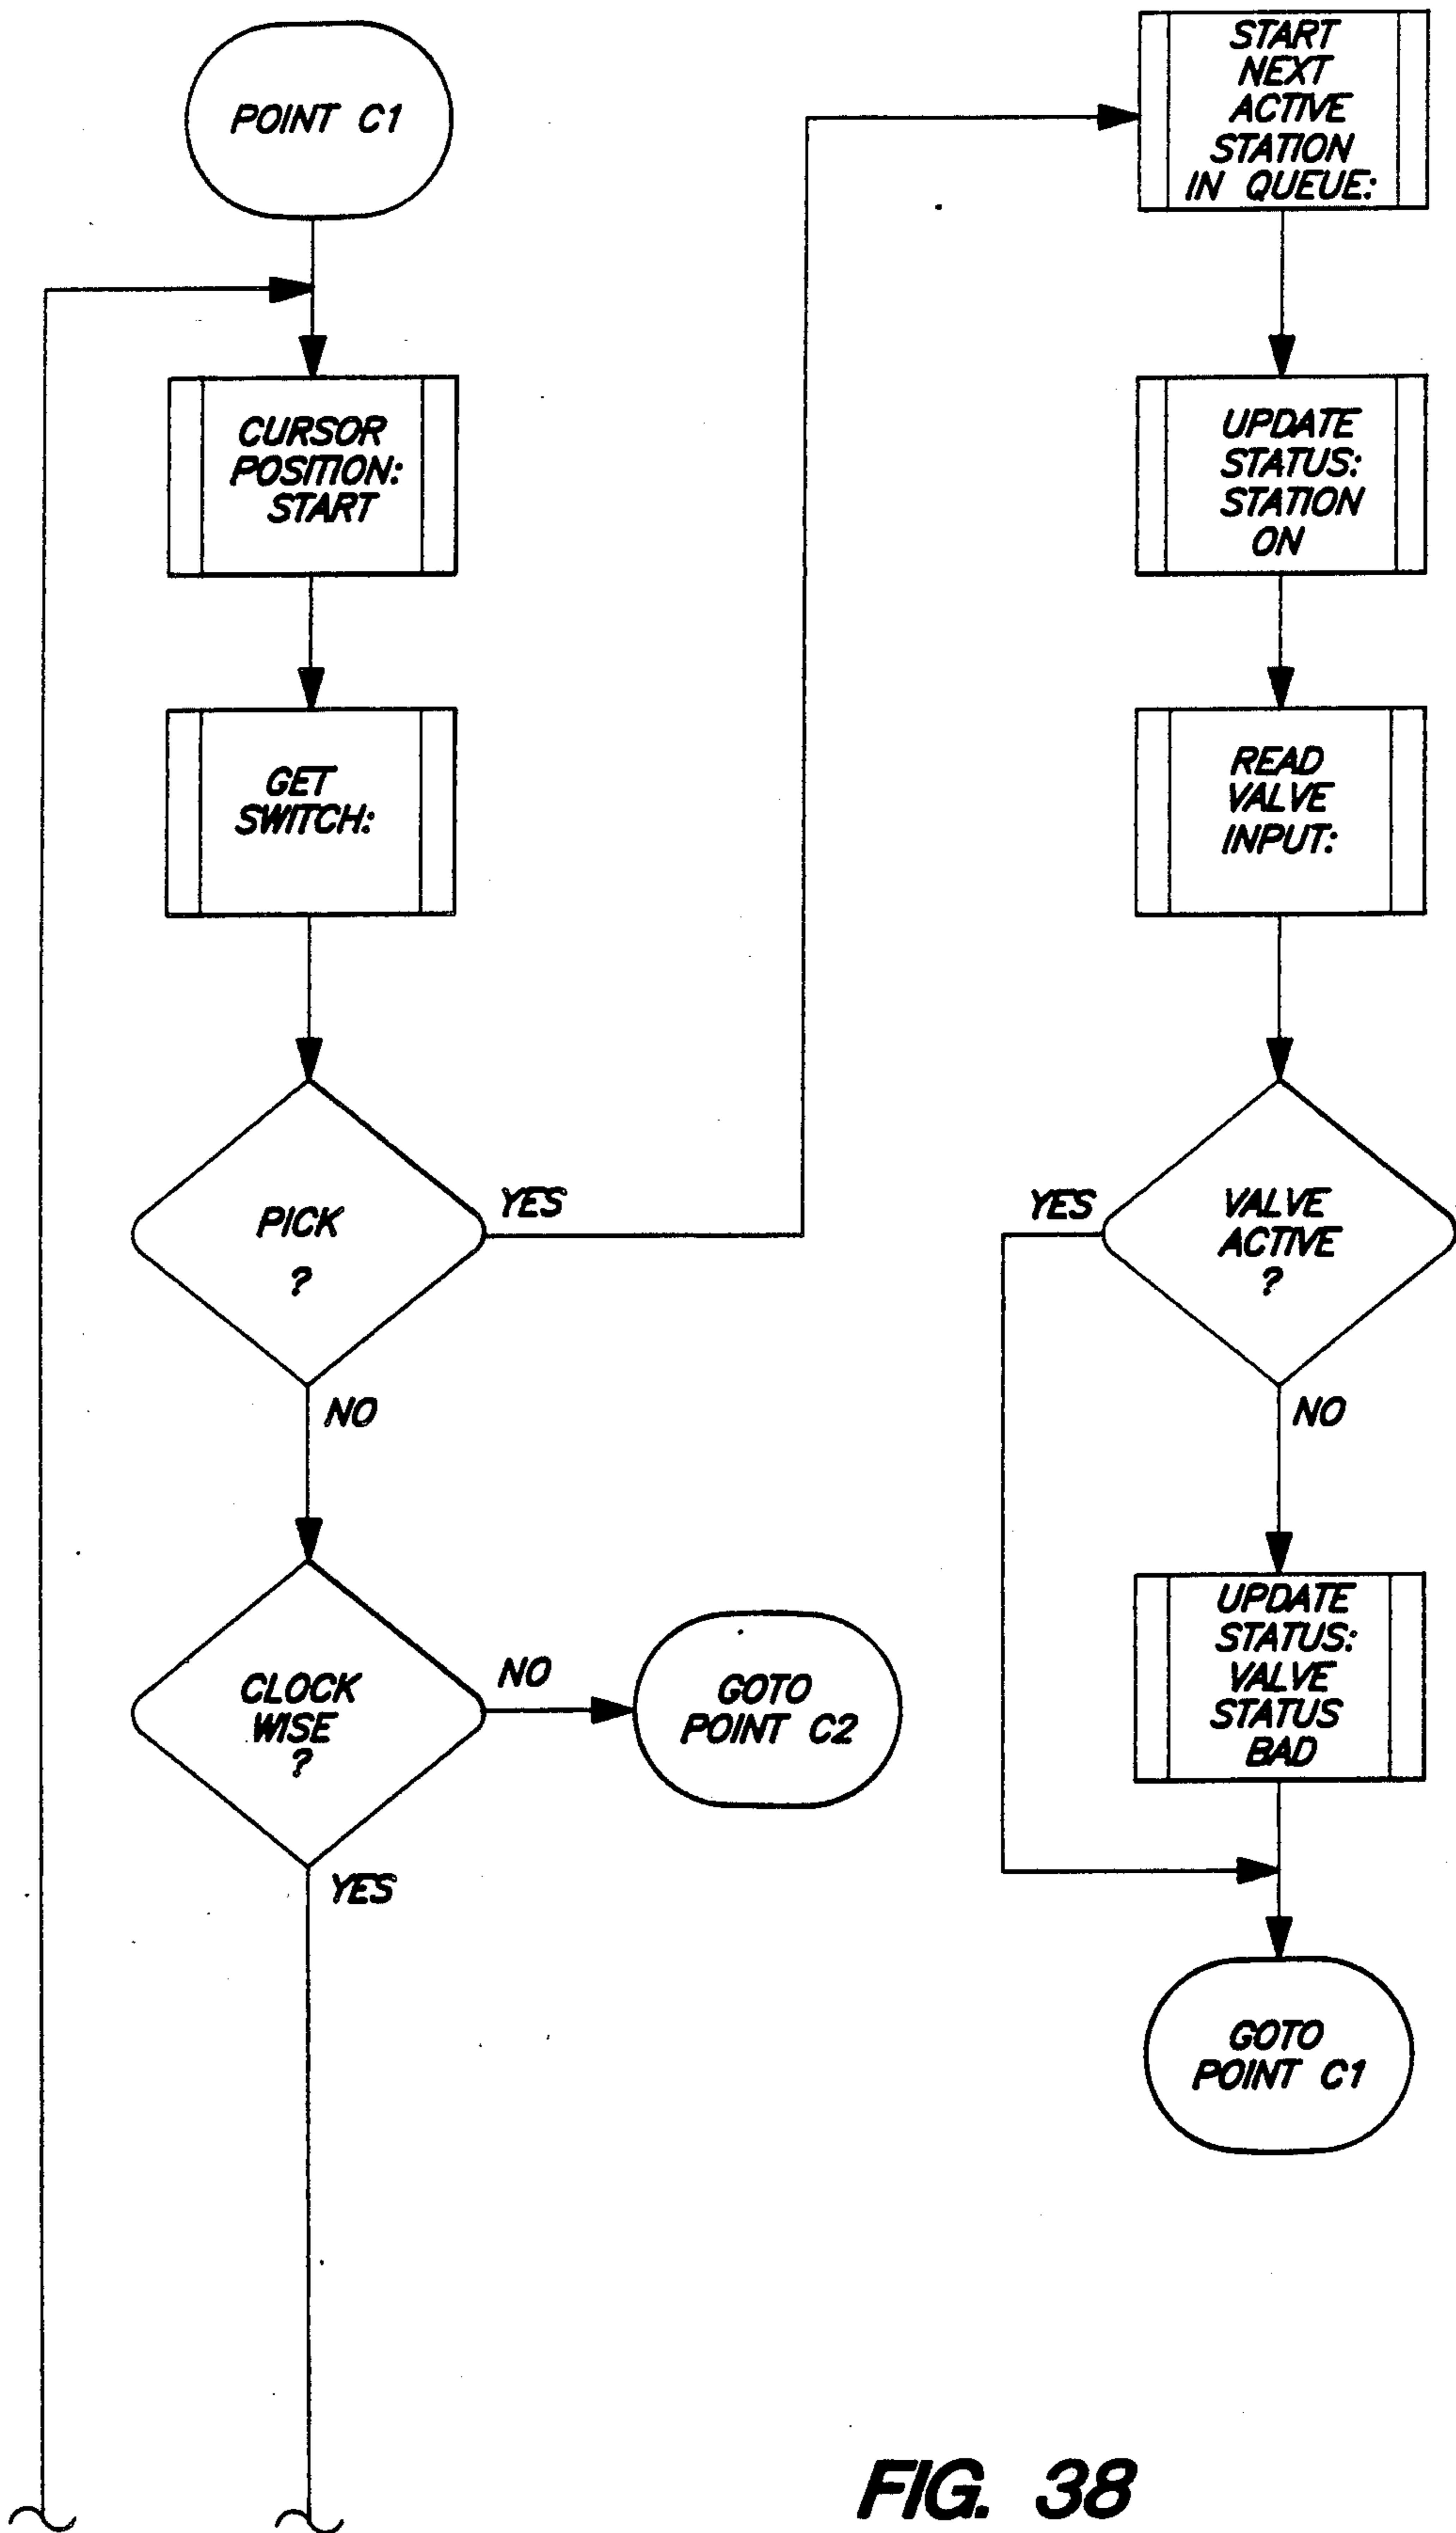 POINT C1
CURSOR
POSITION:
START
GET
SWITCH:
PICK
?
YES
NO
CLOCK
WISE
?
NO
YES
GOTO
POINT C2
START
NEXT
ACTIVE
STATION
IN QUEUE:
UPDATE
STATUS:
STATION
ON
READ
VALVE
INPUT:
VALVE
ACTIVE
?
YES
NO
UPDATE
STATUS:
VALVE
STATUS
BAD
GOTO
POINT C1
FIG. 38